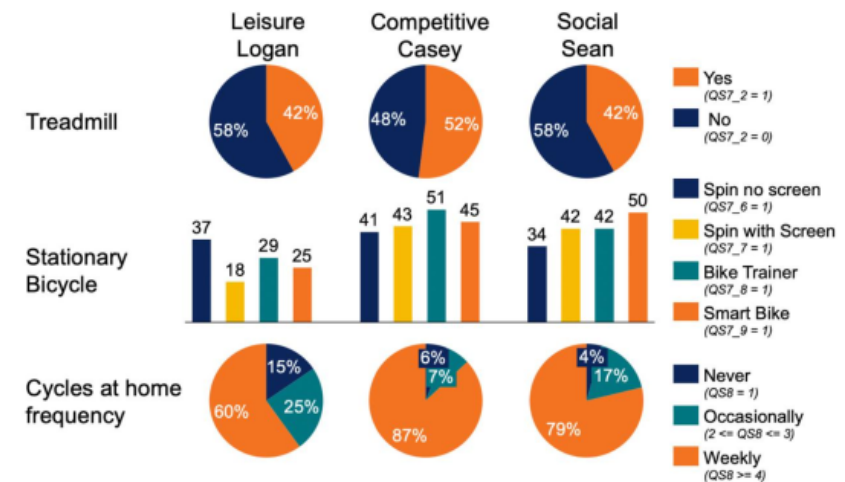 Leisure
Logan
Competitive
Casey
Social
Sean
Treadmill
58%
42%
48%
52%
58%
42%
Yes
(QS7_2 = 1)
No
(QS7_2 = 0)
Stationary
Bicycle
37
18
29
25
41
43
51
45
34
42
42
50
Spin no screen
(QS7_6 = 1)
Spin with Screen
(QS7_7 = 1)
Bike Trainer
(QS7_8 = 1)
Smart Bike
(QS7_9 = 1)
Cycles at home
frequency
15%
25%
60%
6%
7%
87%
4%
17%
79%
Never
(QS8 = 1)
Occasionally
(2 <= QS8 <= 3)
Weekly
(QS8 >= 4)